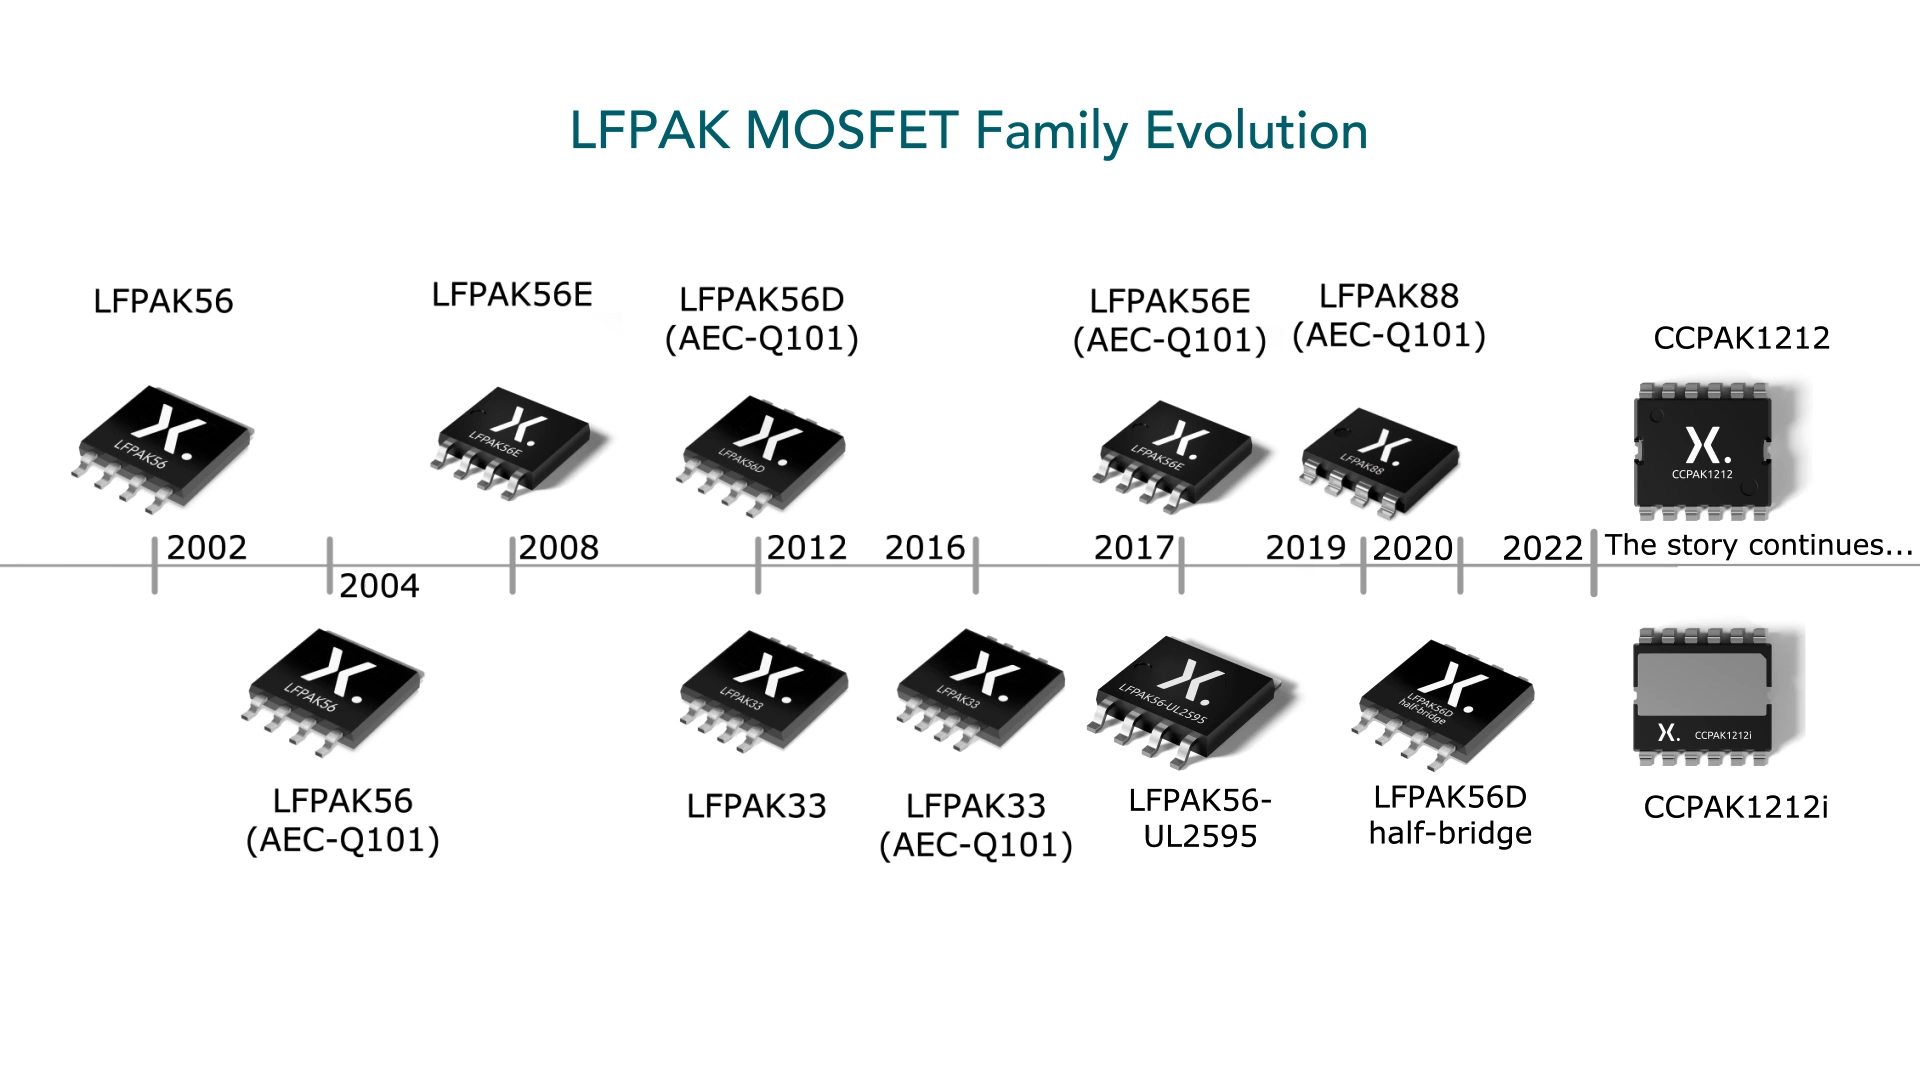 LFPAK MOSFET Family Evolution
LFPAK56
LFPAK56E
LFPAK56D
(AEC-Q101)
LFPAK56E
(AEC-Q101)
LFPAK88
(AEC-Q101)
CCPAK1212
X.
LFPAK56
X.
LFPAK56E
X.
LFPAK56D
X.
LFPAK56E
X.
LFPAK88
X.
CCPAK1212
2002
2004
2008
2012
2016
2017
2019
2020
2022
The story continues...
X.
LFPAK56
X.
LFPAK33
X.
LFPAK33
X.
LFPAK56-UL2595
X.
LFPAK56D
half-bridge
X. CCPAK1212i
LFPAK56
(AEC-Q101)
LFPAK33
LFPAK33
(AEC-Q101)
LFPAK56-
UL2595
LFPAK56D
half-bridge
CCPAK1212i